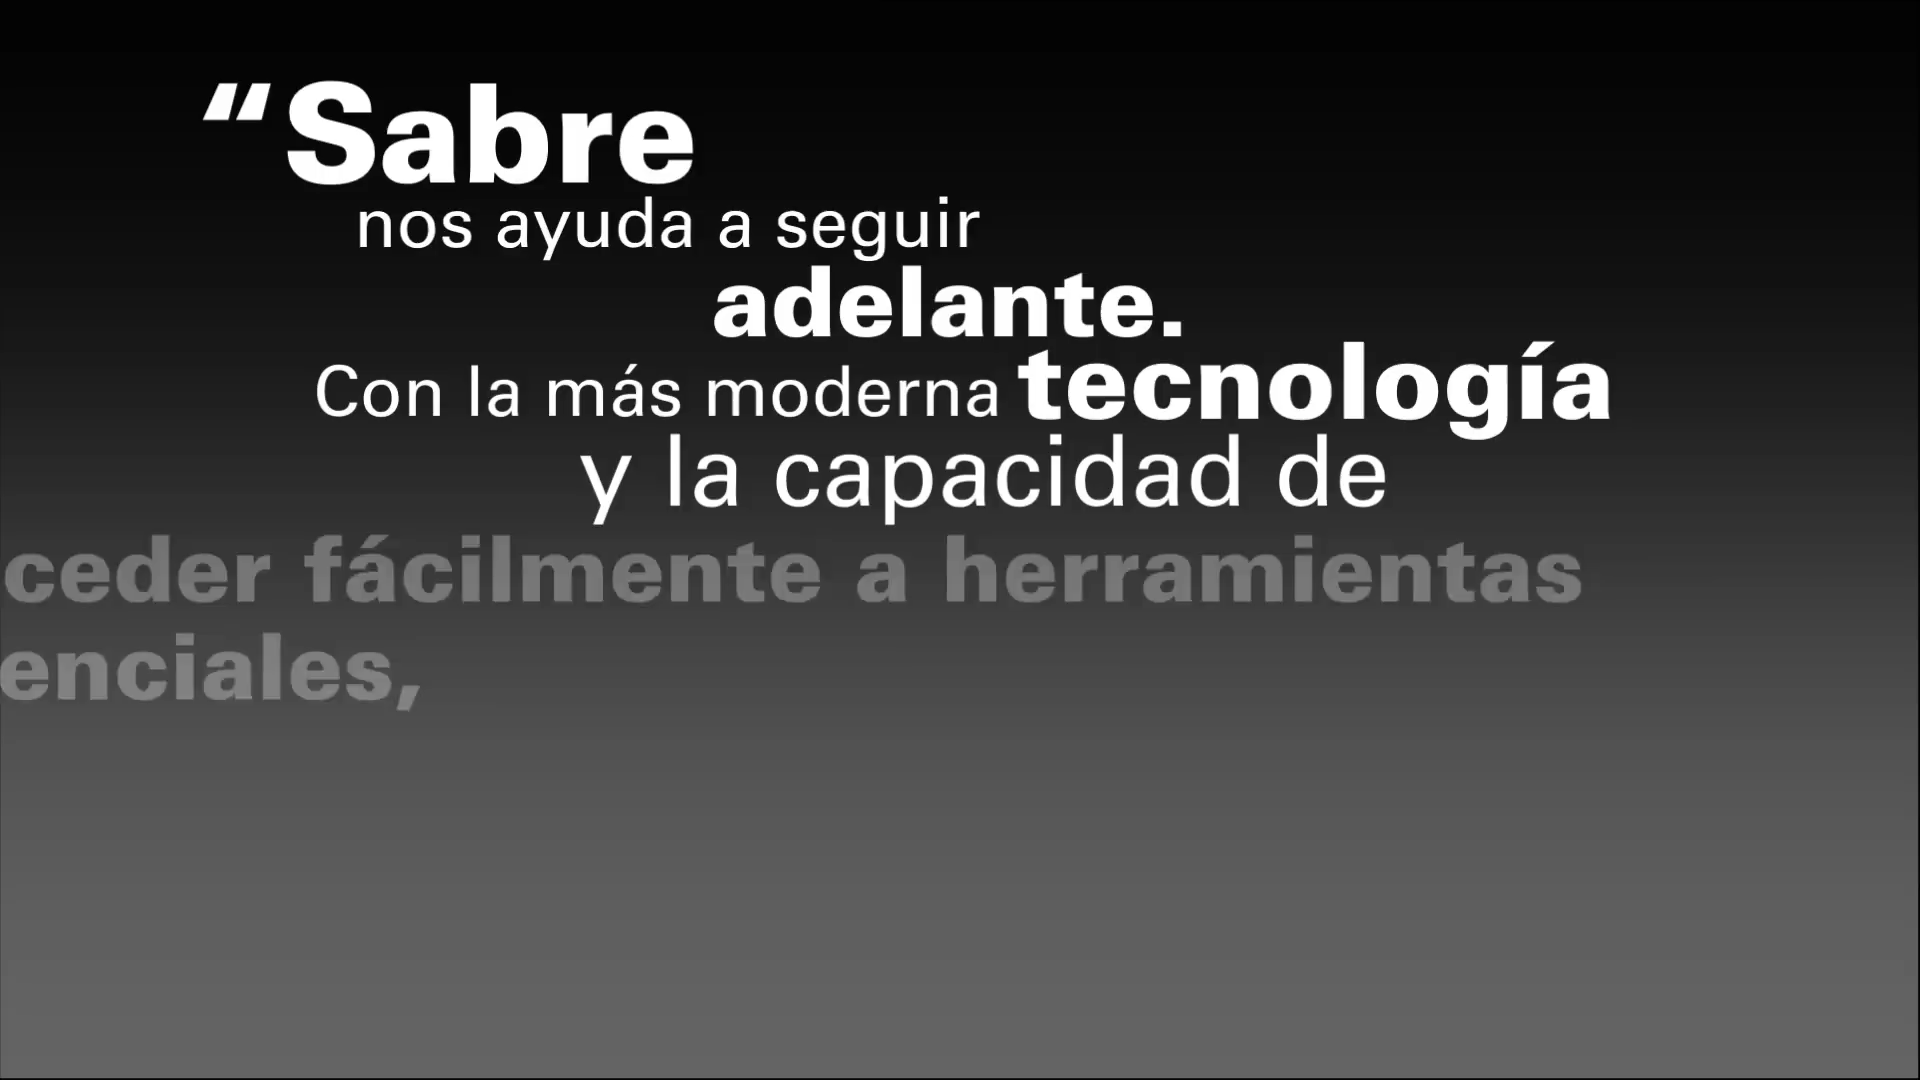 “Sabre
nos ayuda a seguir
adelante.
Con la más moderna tecnología
y la capacidad de
ceder fácilmente a herramientas
enciales,